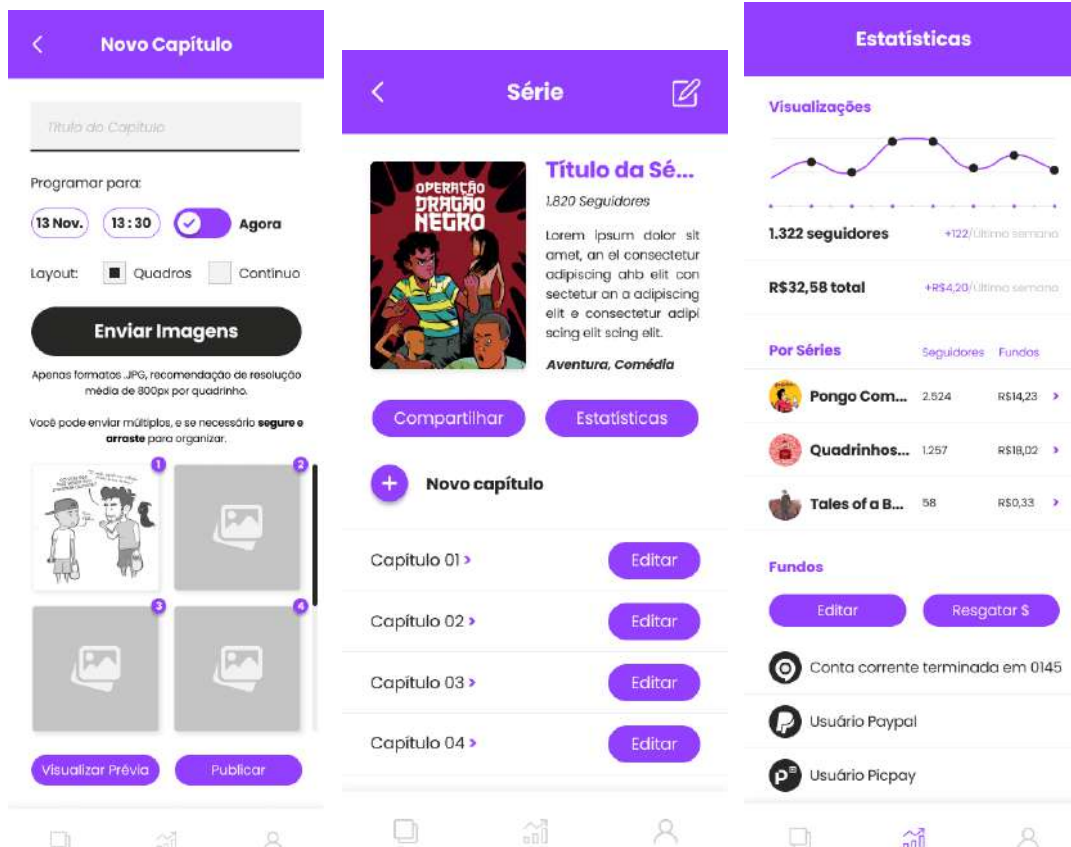 Novo Capítulo
Título do Capítulo
Programar para:
13 Nov.
13:30
Agora
Layout:
Quadros
Contínuo
Enviar Imagens
Apenas formatos .JPG, recomendação de resolução
média de 800px por quadrinho.
Você pode enviar múltiplos, e se necessário segure e
arraste para organizar.
1
2
3
4
Visualizar Prévia
Publicar
Série
OPERAÇÃO
DRAGÃO
NEGRO
Título da Sé...
1.820 Seguidores
Lorem ipsum dolor sit
amet, an el consectetur
adipiscing ahb elit con
sectetur an a adipiscing
elit e consectetur adipi
scing elit scing elit.
Aventura, Comédia
Compartilhar
Estatísticas
Novo capítulo
Capítulo 01 >
Editar
Capítulo 02 >
Editar
Capítulo 03 >
Editar
Capítulo 04 >
Editar
Estatísticas
Visualizações
1.322 seguidores
+122/Última semana
R$32,58 total
+R$4,20/Última semana
Por Séries
Seguidores
Fundos
Pongo Com...
2.524
R$14,23 >
Quadrinhos...
1.257
R$18,02 >
Tales of a B...
58
R$0,33 >
Fundos
Editar
Resgatar $
Conta corrente terminada em 0145
Usuário Paypal
Usuário Picpay